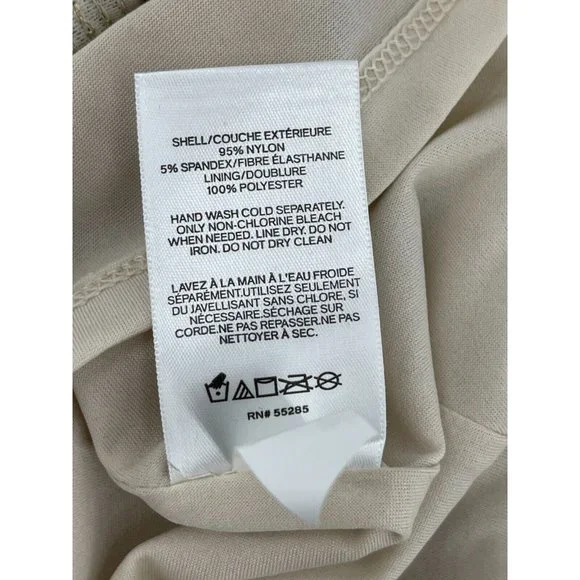 SHELL/COUCHE EXTÉRIEURE
95% NYLON
5% SPANDEX/FIBRE ÉLASTHANNE
LINING/DOUBLURE
100% POLYESTER
HAND WASH COLD SEPARATELY.
ONLY NON-CHLORINE BLEACH
WHEN NEEDED. LINE DRY. DO NOT
IRON. DO NOT DRY CLEAN
LAVEZ À LA MAIN À L'EAU FROIDE
SÉPARÉMENT.UTILIZEZ SEULEMENT
DU JAVELLISANT SANS CHLORE, SI
NÉCESSAIRE.SÉCHAGE SUR
CORDE.NE PAS REPASSER.NE PAS
NETTOYER À SEC.
RN# 55285